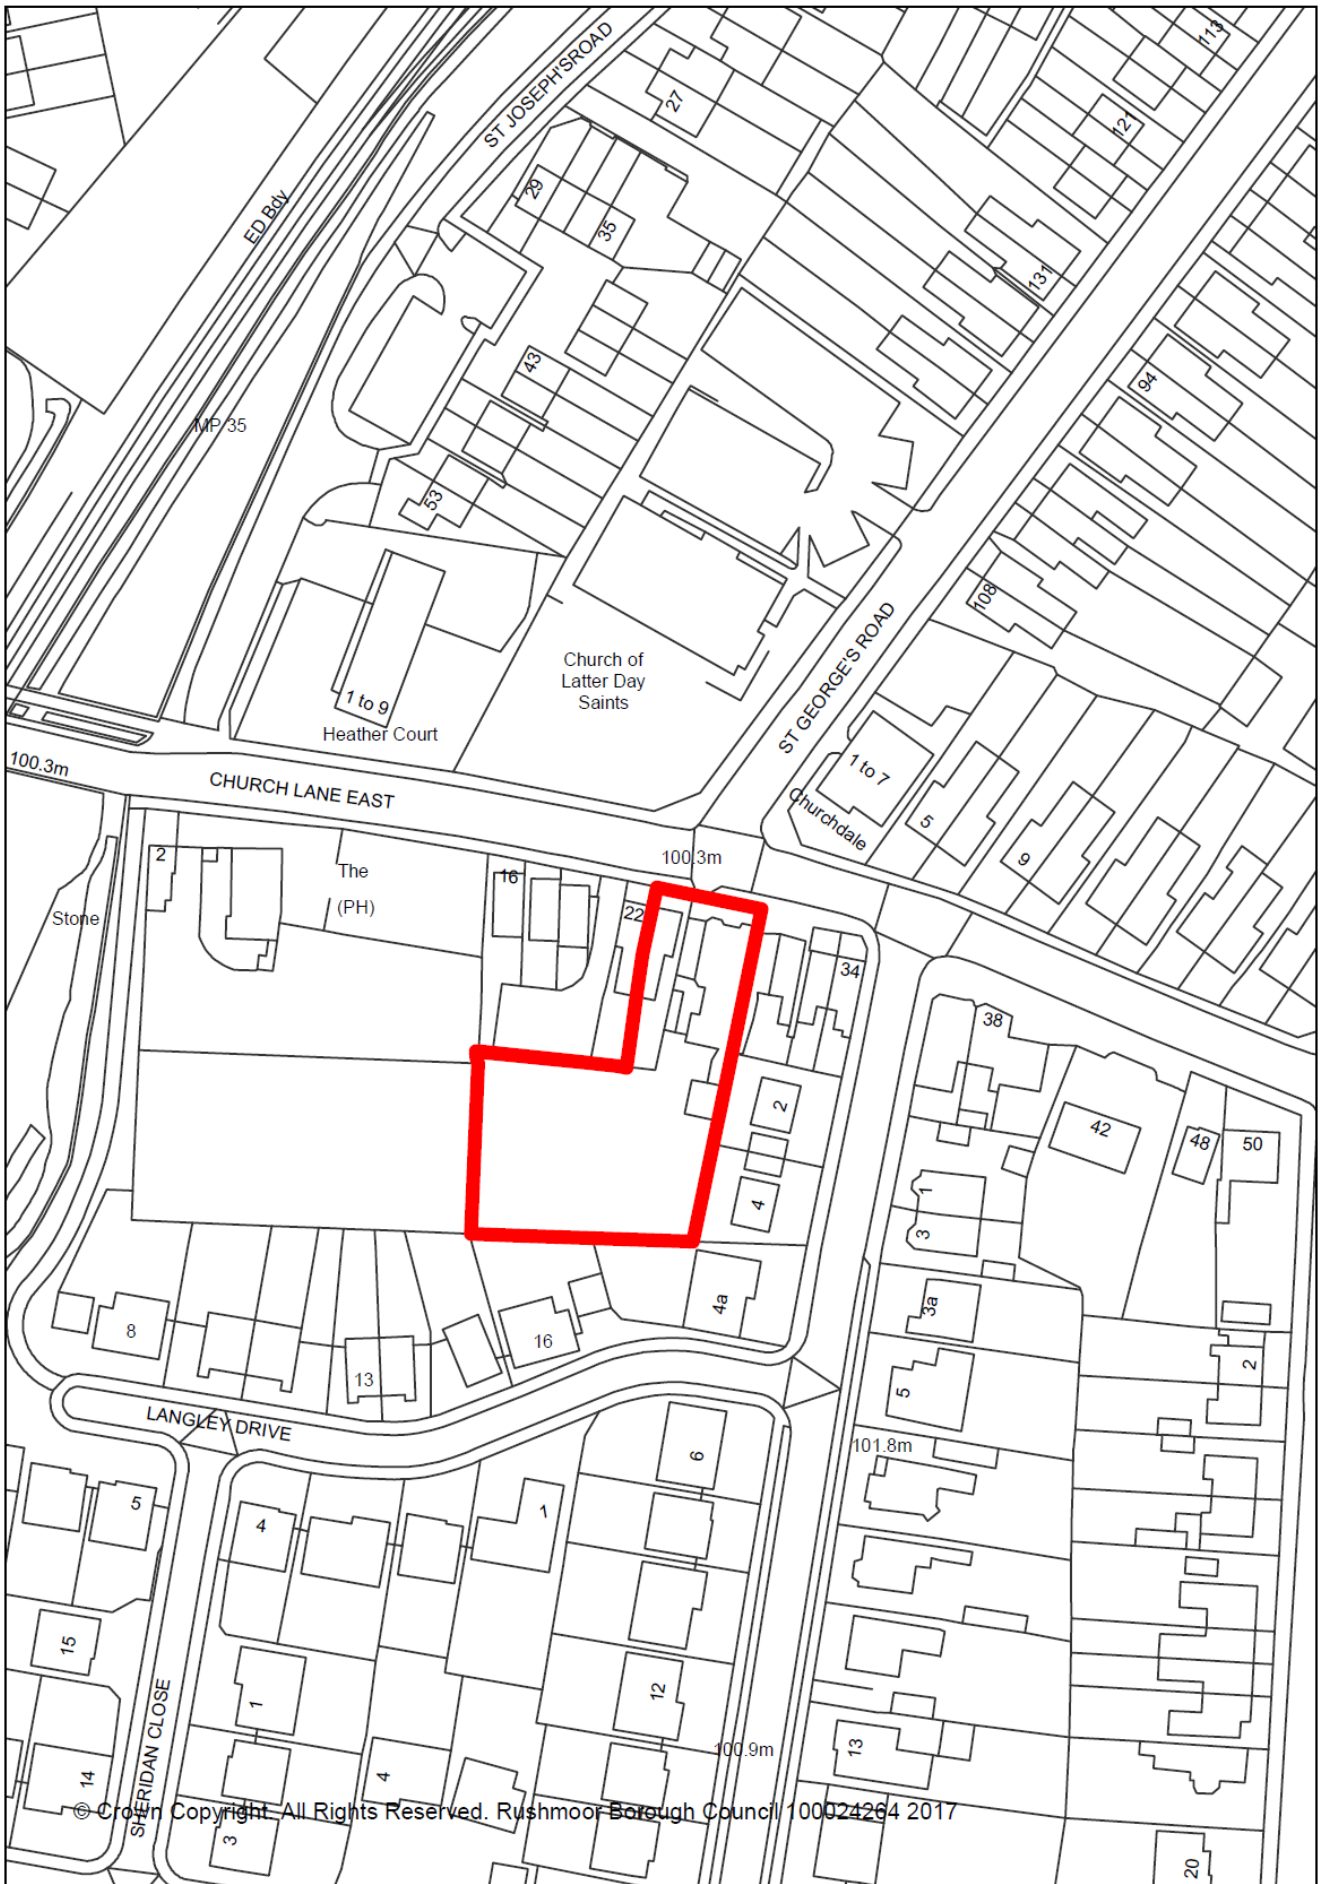 113
ST JOSEPH'SROAD
27
121
29
ED Bdy
35
131
43
94
MP 35
53
108
ST GEORGE'S ROAD
Church of
Latter Day
Saints
1 to 9
Heather Court
1 to 7
100.3m
CHURCH LANE EAST
Churchdale
5
9
100.3m
2
The
(PH)
16
Stone
22
34
38
2
42
48
50
4
1
3
4a
3a
8
16
13
2
5
LANGLEY DRIVE
101.8m
6
5
4
1
15
12
1
SHERIDAN CLOSE
100.9m
13
14
4
© Crown Copyright. All Rights Reserved. Rushmoor Borough Council 100024264 2017
3
20